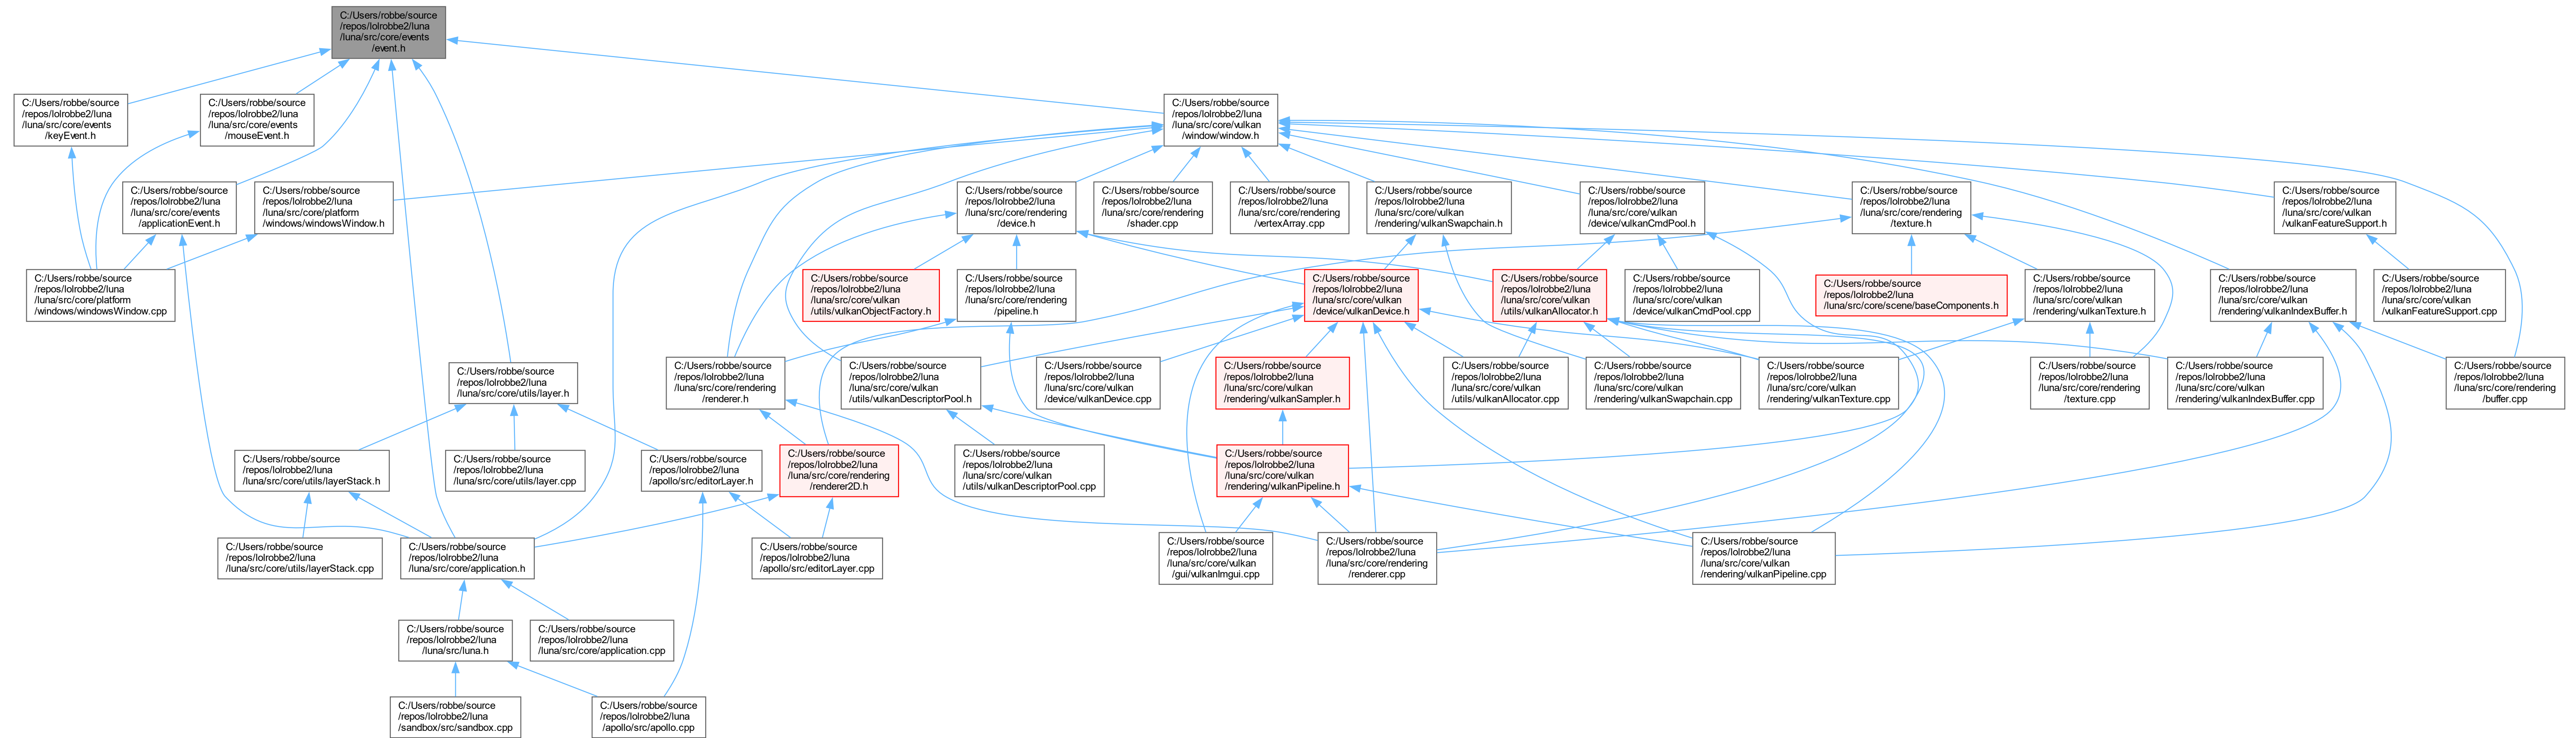 C:/Users/robbe/source
/repos/lolrobbe2/luna
/luna/src/core/events
/event.h
C:/Users/robbe/source
/repos/lolrobbe2/luna
/luna/src/core/events
/keyEvent.h
C:/Users/robbe/source
/repos/lolrobbe2/luna
/luna/src/core/events
/mouseEvent.h
C:/Users/robbe/source
/repos/lolrobbe2/luna
/luna/src/core/vulkan
/window/window.h
C:/Users/robbe/source
/repos/lolrobbe2/luna
/luna/src/core/events
/applicationEvent.h
C:/Users/robbe/source
/repos/lolrobbe2/luna
/luna/src/core/platform
/windows/windowsWindow.h
C:/Users/robbe/source
/repos/lolrobbe2/luna
/luna/src/core/rendering
/device.h
C:/Users/robbe/source
/repos/lolrobbe2/luna
/luna/src/core/rendering
/shader.cpp
C:/Users/robbe/source
/repos/lolrobbe2/luna
/luna/src/core/rendering
/vertexArray.cpp
C:/Users/robbe/source
/repos/lolrobbe2/luna
/luna/src/core/vulkan
/rendering/vulkanSwapchain.h
C:/Users/robbe/source
/repos/lolrobbe2/luna
/luna/src/core/vulkan
/device/vulkanCmdPool.h
C:/Users/robbe/source
/repos/lolrobbe2/luna
/luna/src/core/rendering
/texture.h
C:/Users/robbe/source
/repos/lolrobbe2/luna
/luna/src/core/vulkan
/vulkanFeatureSupport.h
C:/Users/robbe/source
/repos/lolrobbe2/luna
/luna/src/core/platform
/windows/windowsWindow.cpp
C:/Users/robbe/source
/repos/lolrobbe2/luna
/luna/src/core/vulkan
/utils/vulkanObjectFactory.h
C:/Users/robbe/source
/repos/lolrobbe2/luna
/luna/src/core/rendering
/pipeline.h
C:/Users/robbe/source
/repos/lolrobbe2/luna
/luna/src/core/vulkan
/device/vulkanDevice.h
C:/Users/robbe/source
/repos/lolrobbe2/luna
/luna/src/core/vulkan
/utils/vulkanAllocator.h
C:/Users/robbe/source
/repos/lolrobbe2/luna
/luna/src/core/vulkan
/device/vulkanCmdPool.cpp
C:/Users/robbe/source
/repos/lolrobbe2/luna
/luna/src/core/scene/baseComponents.h
C:/Users/robbe/source
/repos/lolrobbe2/luna
/luna/src/core/vulkan
/rendering/vulkanTexture.h
C:/Users/robbe/source
/repos/lolrobbe2/luna
/luna/src/core/vulkan
/rendering/vulkanIndexBuffer.h
C:/Users/robbe/source
/repos/lolrobbe2/luna
/luna/src/core/vulkan
/vulkanFeatureSupport.cpp
C:/Users/robbe/source
/repos/lolrobbe2/luna
/luna/src/core/utils/layer.h
C:/Users/robbe/source
/repos/lolrobbe2/luna
/luna/src/core/rendering
/renderer.h
C:/Users/robbe/source
/repos/lolrobbe2/luna
/luna/src/core/vulkan
/utils/vulkanDescriptorPool.h
C:/Users/robbe/source
/repos/lolrobbe2/luna
/luna/src/core/vulkan
/device/vulkanDevice.cpp
C:/Users/robbe/source
/repos/lolrobbe2/luna
/luna/src/core/vulkan
/rendering/vulkanSampler.h
C:/Users/robbe/source
/repos/lolrobbe2/luna
/luna/src/core/vulkan
/utils/vulkanAllocator.cpp
C:/Users/robbe/source
/repos/lolrobbe2/luna
/luna/src/core/vulkan
/rendering/vulkanSwapchain.cpp
C:/Users/robbe/source
/repos/lolrobbe2/luna
/luna/src/core/vulkan
/rendering/vulkanTexture.cpp
C:/Users/robbe/source
/repos/lolrobbe2/luna
/luna/src/core/rendering
/texture.cpp
C:/Users/robbe/source
/repos/lolrobbe2/luna
/luna/src/core/vulkan
/rendering/vulkanIndexBuffer.cpp
C:/Users/robbe/source
/repos/lolrobbe2/luna
/luna/src/core/rendering
/buffer.cpp
C:/Users/robbe/source
/repos/lolrobbe2/luna
/luna/src/core/utils/layerStack.h
C:/Users/robbe/source
/repos/lolrobbe2/luna
/luna/src/core/utils/layer.cpp
C:/Users/robbe/source
/repos/lolrobbe2/luna
/apollo/src/editorLayer.h
C:/Users/robbe/source
/repos/lolrobbe2/luna
/luna/src/core/rendering
/renderer2D.h
C:/Users/robbe/source
/repos/lolrobbe2/luna
/luna/src/core/vulkan
/utils/vulkanDescriptorPool.cpp
C:/Users/robbe/source
/repos/lolrobbe2/luna
/luna/src/core/vulkan
/rendering/vulkanPipeline.h
C:/Users/robbe/source
/repos/lolrobbe2/luna
/luna/src/core/utils/layerStack.cpp
C:/Users/robbe/source
/repos/lolrobbe2/luna
/luna/src/core/application.h
C:/Users/robbe/source
/repos/lolrobbe2/luna
/apollo/src/editorLayer.cpp
C:/Users/robbe/source
/repos/lolrobbe2/luna
/luna/src/core/vulkan
/gui/vulkanImgui.cpp
C:/Users/robbe/source
/repos/lolrobbe2/luna
/luna/src/core/rendering
/renderer.cpp
C:/Users/robbe/source
/repos/lolrobbe2/luna
/luna/src/core/vulkan
/rendering/vulkanPipeline.cpp
C:/Users/robbe/source
/repos/lolrobbe2/luna
/luna/src/luna.h
C:/Users/robbe/source
/repos/lolrobbe2/luna
/luna/src/core/application.cpp
C:/Users/robbe/source
/repos/lolrobbe2/luna
/sandbox/src/sandbox.cpp
C:/Users/robbe/source
/repos/lolrobbe2/luna
/apollo/src/apollo.cpp